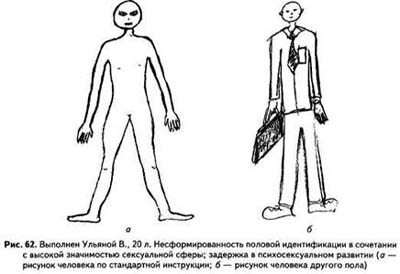 а
б
Рис. 62. Выполнен Ульяной В., 20 л. Несформированность половой идентификации в сочетании
с высокой значимостью сексуальной сферы; задержка в психосексуальном развитии (а —
рисунок человека по стандартной инструкции; б — рисунок человека другого пола)